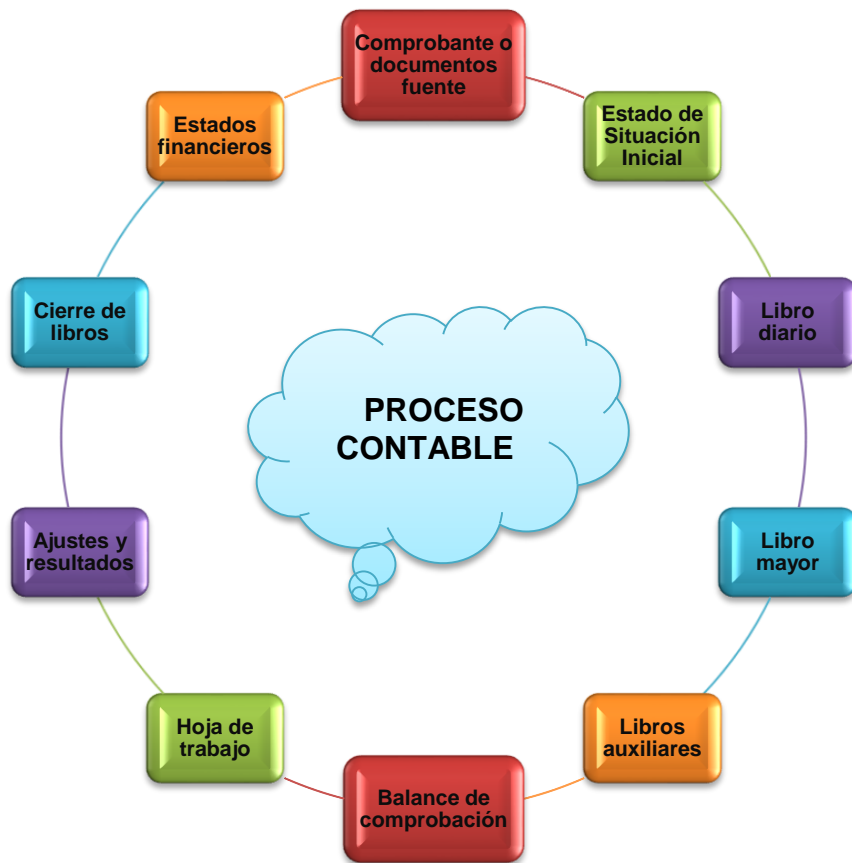 Comprobante o
documentos
fuente
Estado de
Situación
Inicial
Libro
diario
Libro
mayor
Libros
auxiliares
Balance de
comprobación
Hoja de
trabajo
Ajustes y
resultados
Cierre de
libros
Estados
financieros
PROCESO
CONTABLE